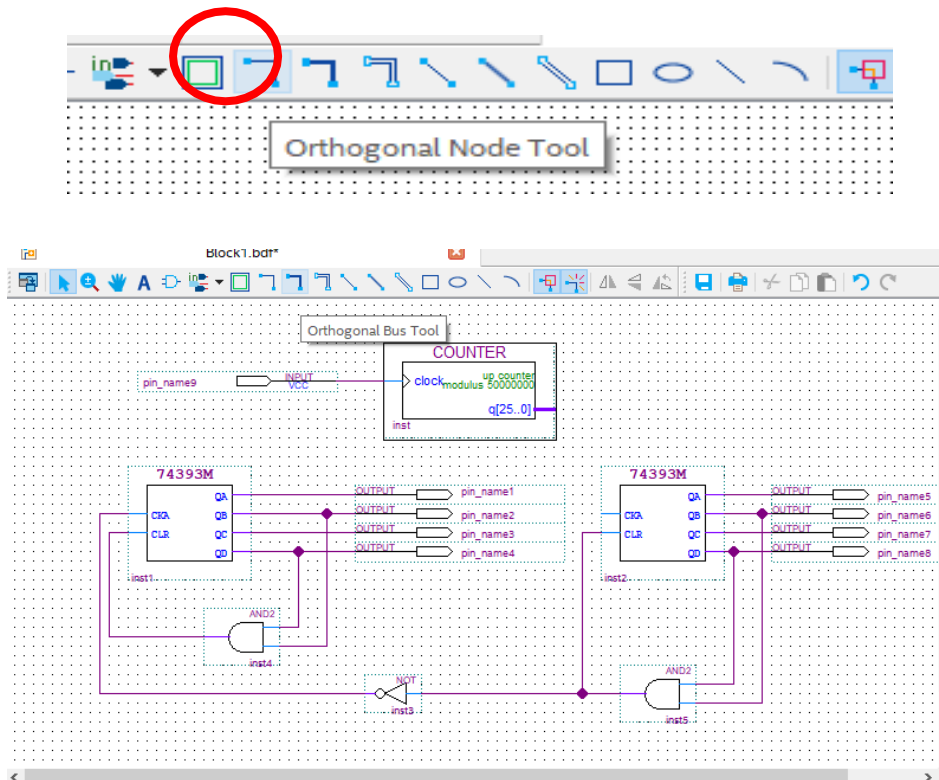 in
Orthogonal Node Tool
Block1.bdf*
A
in
Orthogonal Bus Tool
COUNTER
pin_name9
INPUT
VCC
clock
up counter
modulus 50000000
q[25..0]
inst
74393M
74393M
QA
OUTPUT
pin_name1
QA
OUTPUT
pin_name5
CKA
QB
OUTPUT
pin_name2
CKA
QB
OUTPUT
pin_name6
CLR
QC
OUTPUT
pin_name3
CLR
QC
OUTPUT
pin_name7
QD
OUTPUT
pin_name4
QD
OUTPUT
pin_name8
inst1
inst2
AND2
inst4
AND2
NOT
inst3
inst5